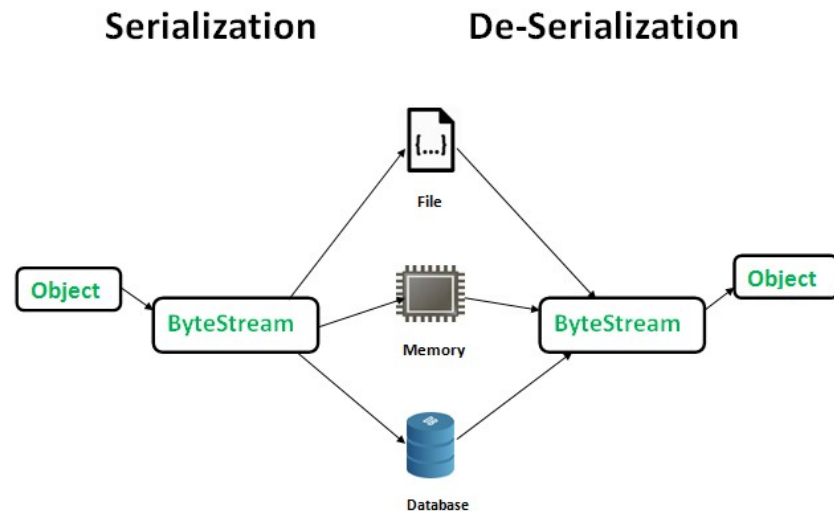 Serialization De-Serialization
{...}
File
Object
ByteStream
Memory
ByteStream
Object
Database